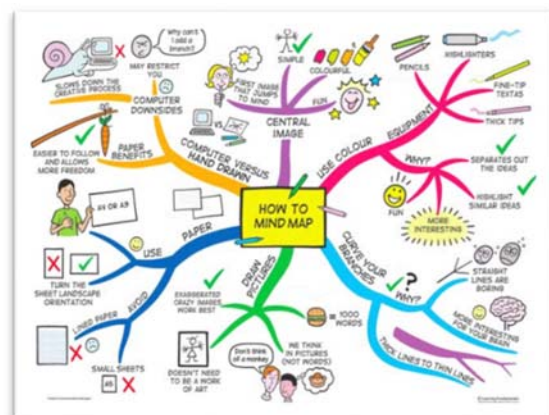 HOW TO
MIND MAP
CENTRAL
IMAGE
SIMPLE
COLOURFUL
FIRST IMAGE
THAT JUMPS
TO MIND
FUN
USE COLOUR
EQUIPMENT
PENCILS
HIGHLIGHTERS
FINE-TIP
TEXTAS
THICK TIPS
WHY?
SEPARATES OUT
THE IDEAS
HIGHLIGHT
SIMILAR IDEAS
FUN
MORE
INTERESTING
CURVE YOUR
BRANCHES
?
WHY?
STRAIGHT
LINES ARE
BORING
MORE INTERESTING
FOR YOUR BRAIN
THICK LINES TO THIN LINES
DRAW
PICTURES
EXAGGERATED
CRAZY IMAGES
WORK BEST
= 1000
WORDS
WE THINK
IN PICTURES
(NOT WORDS)
Don't think
of a monkey
DOESN'T NEED
TO BE A WORK
OF ART
PAPER
USE
A4 OR A3
TURN THE
SHEET LANDSCAPE
ORIENTATION
AVOID
LINED PAPER
SMALL SHEETS
A5
COMPUTER VERSUS
HAND DRAWN
VS.
COMPUTER
DOWNSIDES
Why can't
I add a
branch?
MAY RESTRICT
YOU
SLOWS DOWN THE
CREATIVE PROCESS
PAPER
BENEFITS
EASIER TO FOLLOW
AND ALLOWS
MORE FREEDOM